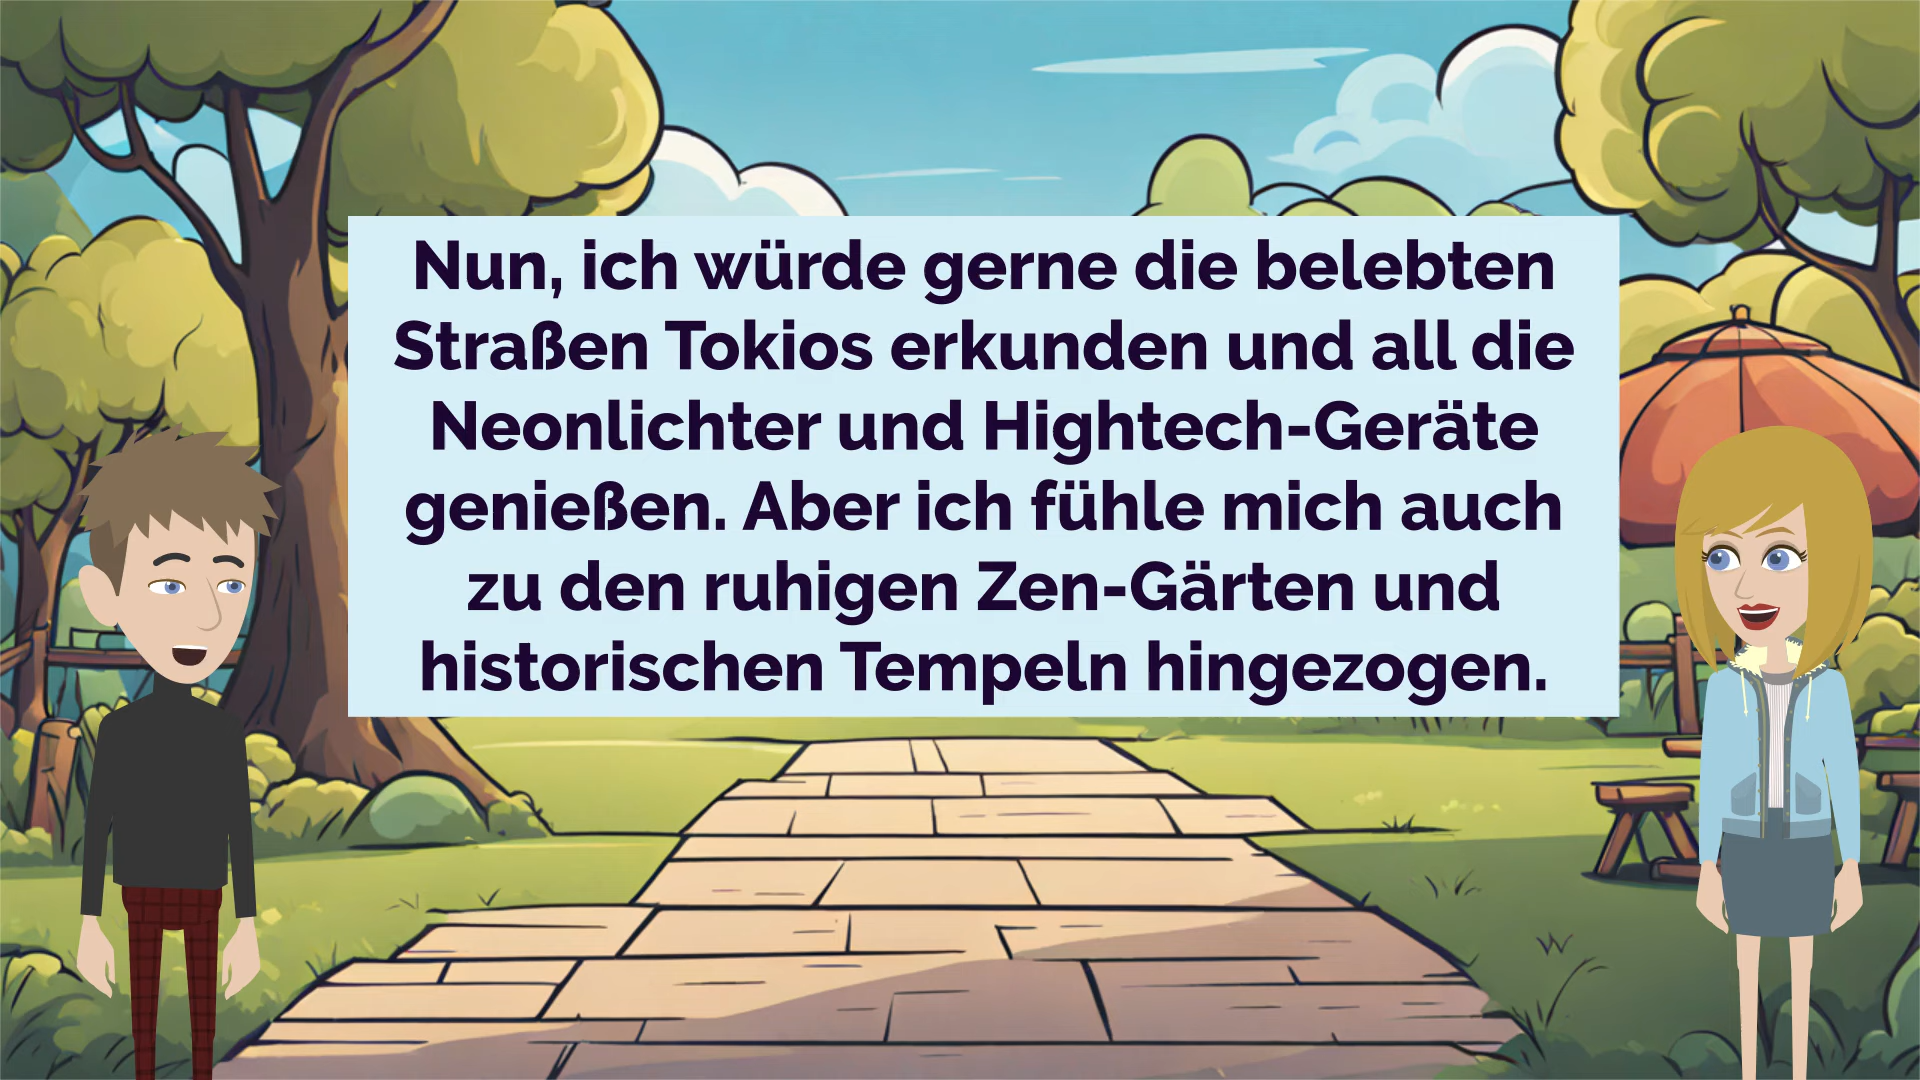 Nun, ich würde gerne die belebten
Straßen Tokios erkunden und all die
Neonlichter und Hightech-Geräte
genießen. Aber ich fühle mich auch
zu den ruhigen Zen-Gärten und
historischen Tempeln hingezogen.